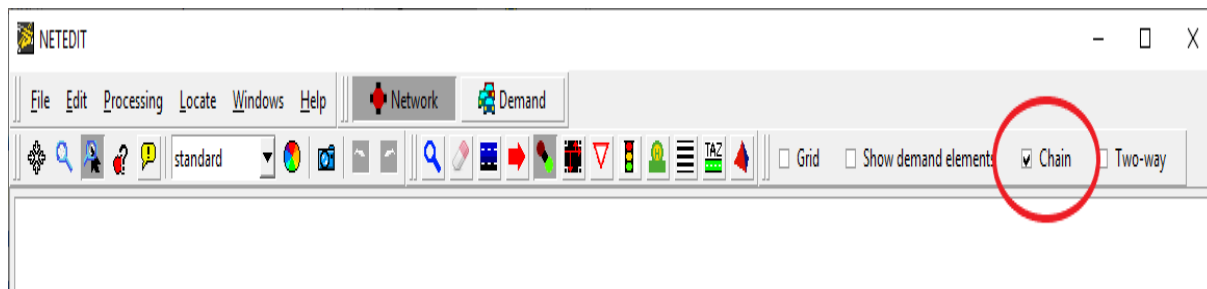 NETEDIT
File Edit Processing Locate Windows Help Network Demand
standard TAZ Grid Show demand elements Chain Two-way